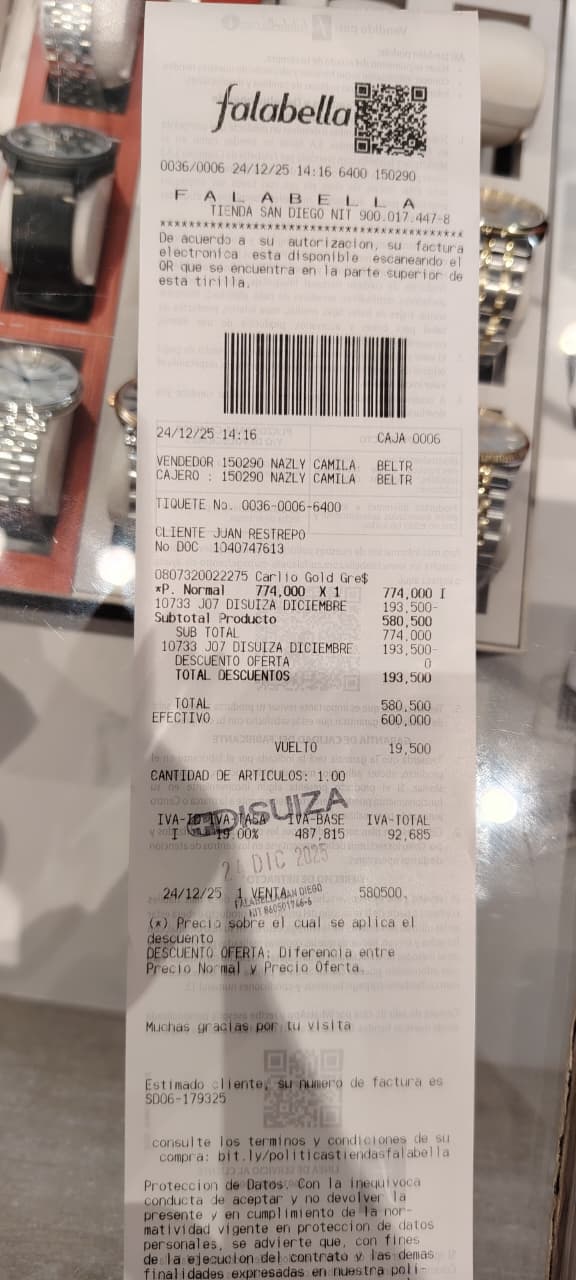 falabella
0036/0006 24/12/25 14:16 6400 150290
F A L A B E L L A
TIENDA SAN DIEGO NIT 900.017.447-8
****************************************
De acuerdo a su autorizacion, su factura
electronica esta disponible escaneando el
QR que se encuentra en la parte superior de
esta tirilla.
24/12/25 14:16 CAJA 0006
VENDEDOR 150290 NAZLY CAMILA BELTR
CAJERO : 150290 NAZLY CAMILA BELTR
TIQUETE No. 0036-0006-6400
CLIENTE JUAN RESTREPO
No DOC 1040747613
0807320022275 Carlio Gold Gre$
*P. Normal 774,000 X 1 774,000 I
10733 J07 DISUIZA DICIEMBRE 193,500-
Subtotal Producto 580,500
SUB TOTAL 774,000
10733 J07 DISUIZA DICIEMBRE 193,500-
DESCUENTO OFERTA 0
TOTAL DESCUENTOS 193,500
TOTAL 580,500
EFECTIVO 600,000
VUELTO 19,500
CANTIDAD DE ARTICULOS: 1.00
DISUIZA
IVA-ID IVA-TASA IVA-BASE IVA-TOTAL
I 19.00% 487,815 92,685
24 DIC 2025
24/12/25 1 VENTA 580500.
FALABELLA SAN DIEGO
NIT 860501746-6
(*) Precio sobre el cual se aplica el
descuento
DESCUENTO OFERTA: Diferencia entre
Precio Normal y Precio Oferta.
Muchas gracias por tu visita
Estimado cliente, su numero de factura es
SD06-179325
consulte los terminos y condiciones de su
compra: bit.ly/politicastiendasfalabella
Proteccion de Datos. Con la inequivoca
conducta de aceptar y no devolver la
presente y en cumplimiento de la nor-
matividad vigente en proteccion de datos
personales, se advierte que, con fines
de la ejecucion del contrato y las demas
finalidades expresadas en nuestra poli-